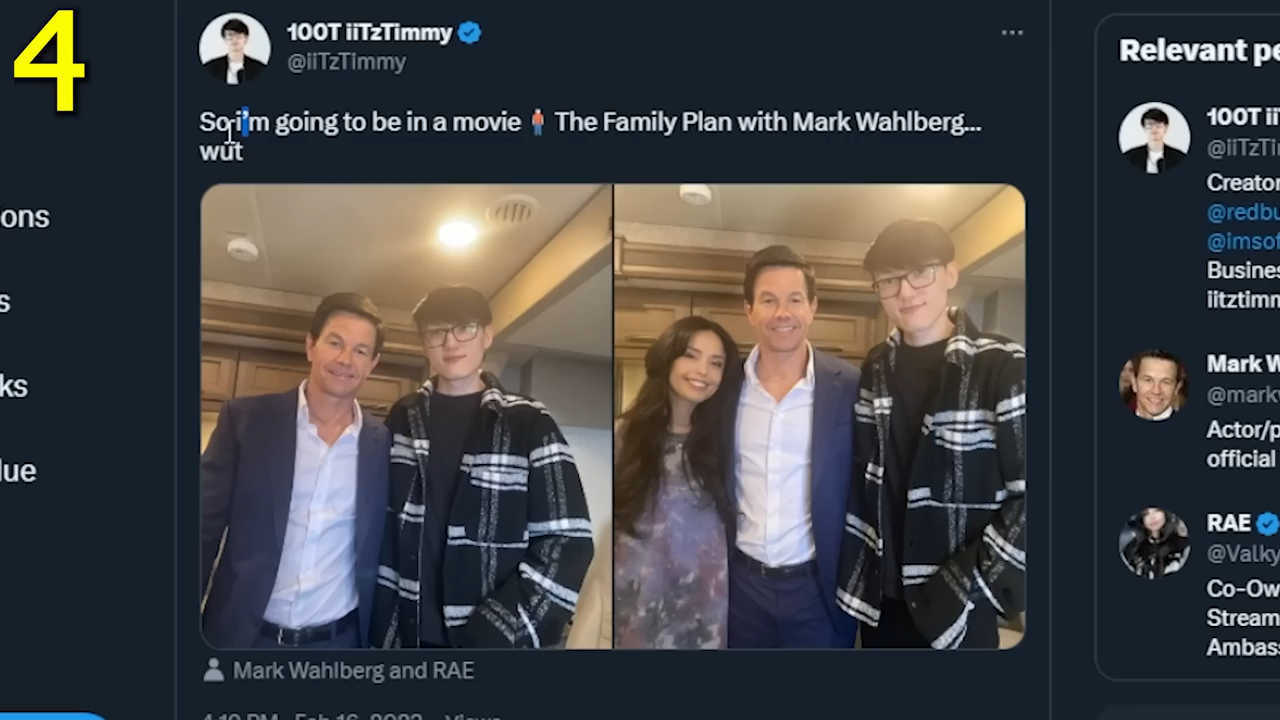 4
100T iiTzTimmy
@iiTzTimmy
So i'm going to be in a movie 🧍 The Family Plan with Mark Wahlberg...
wut
Mark Wahlberg and RAE
ons
s
ks
lue
Relevant pe
100T ii
@iiTzTi
Creator
@redbu
@imsof
Busines
iitztimn
Mark W
@markw
Actor/p
official
RAE
@Valky
Co-Ow
Stream
Ambass